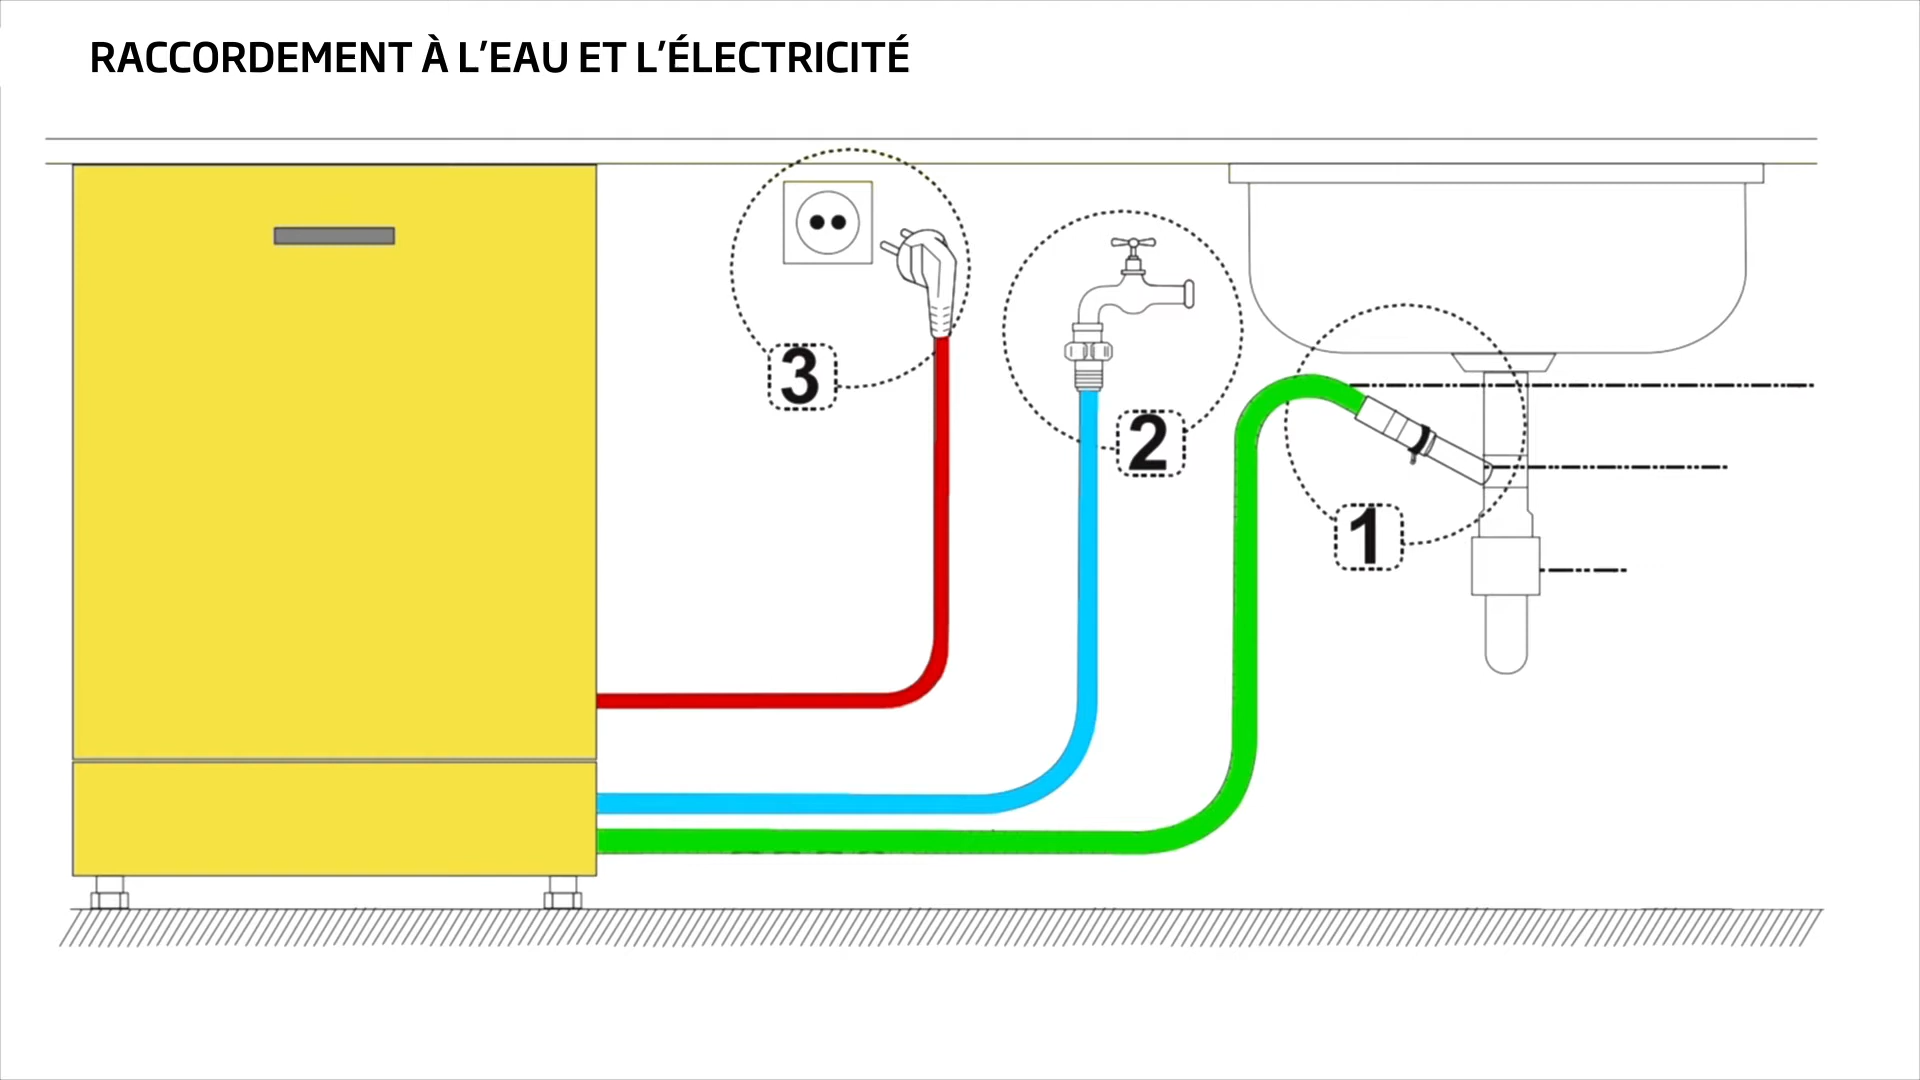 RACCORDEMENT À L’EAU ET L’ÉLECTRICITÉ
3
2
1